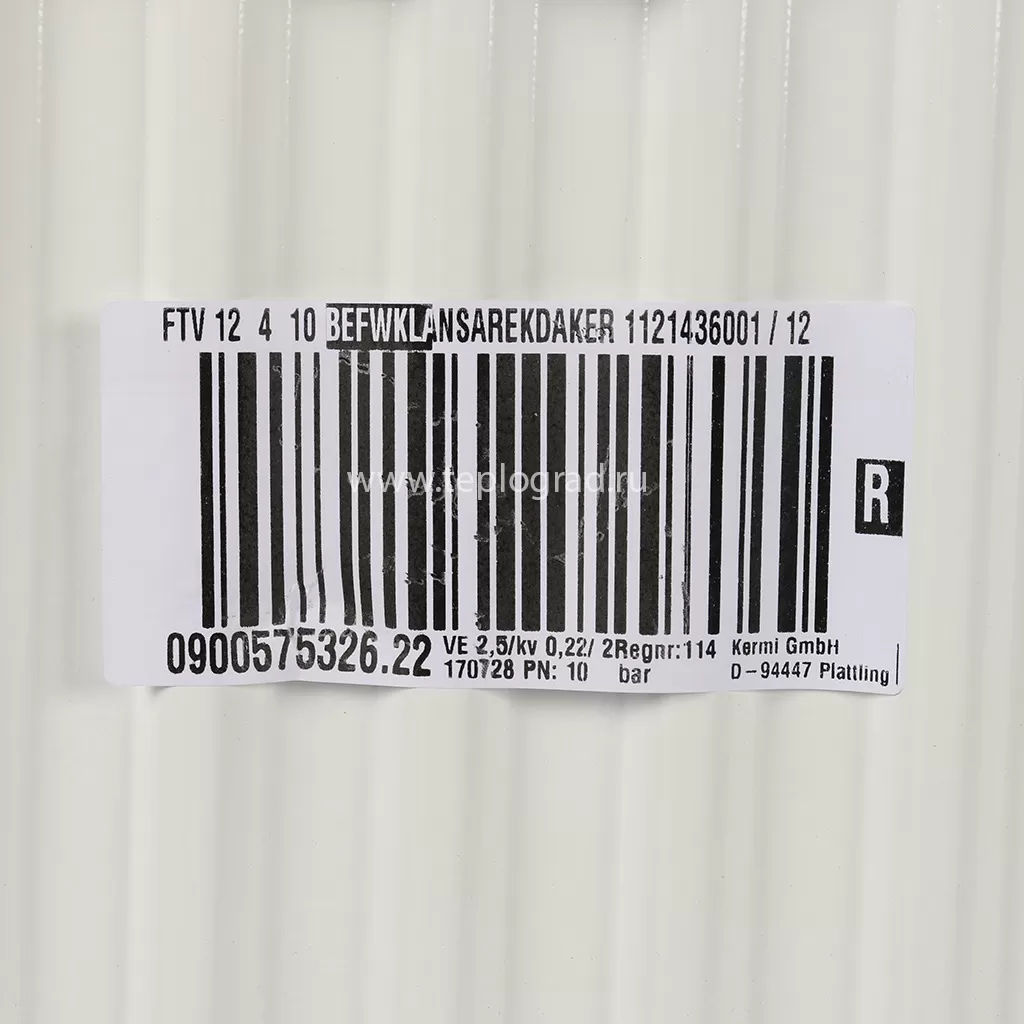 FTV 12 4 10 BEFWKLANSAREKDAKER 1121436001 / 12
www.teplograd.ru
R
0900575326.22
VE 2,5/kv 0,22/ 2Regnr:114
170728 PN: 10 bar
Kermi GmbH
D-94447 Plattling